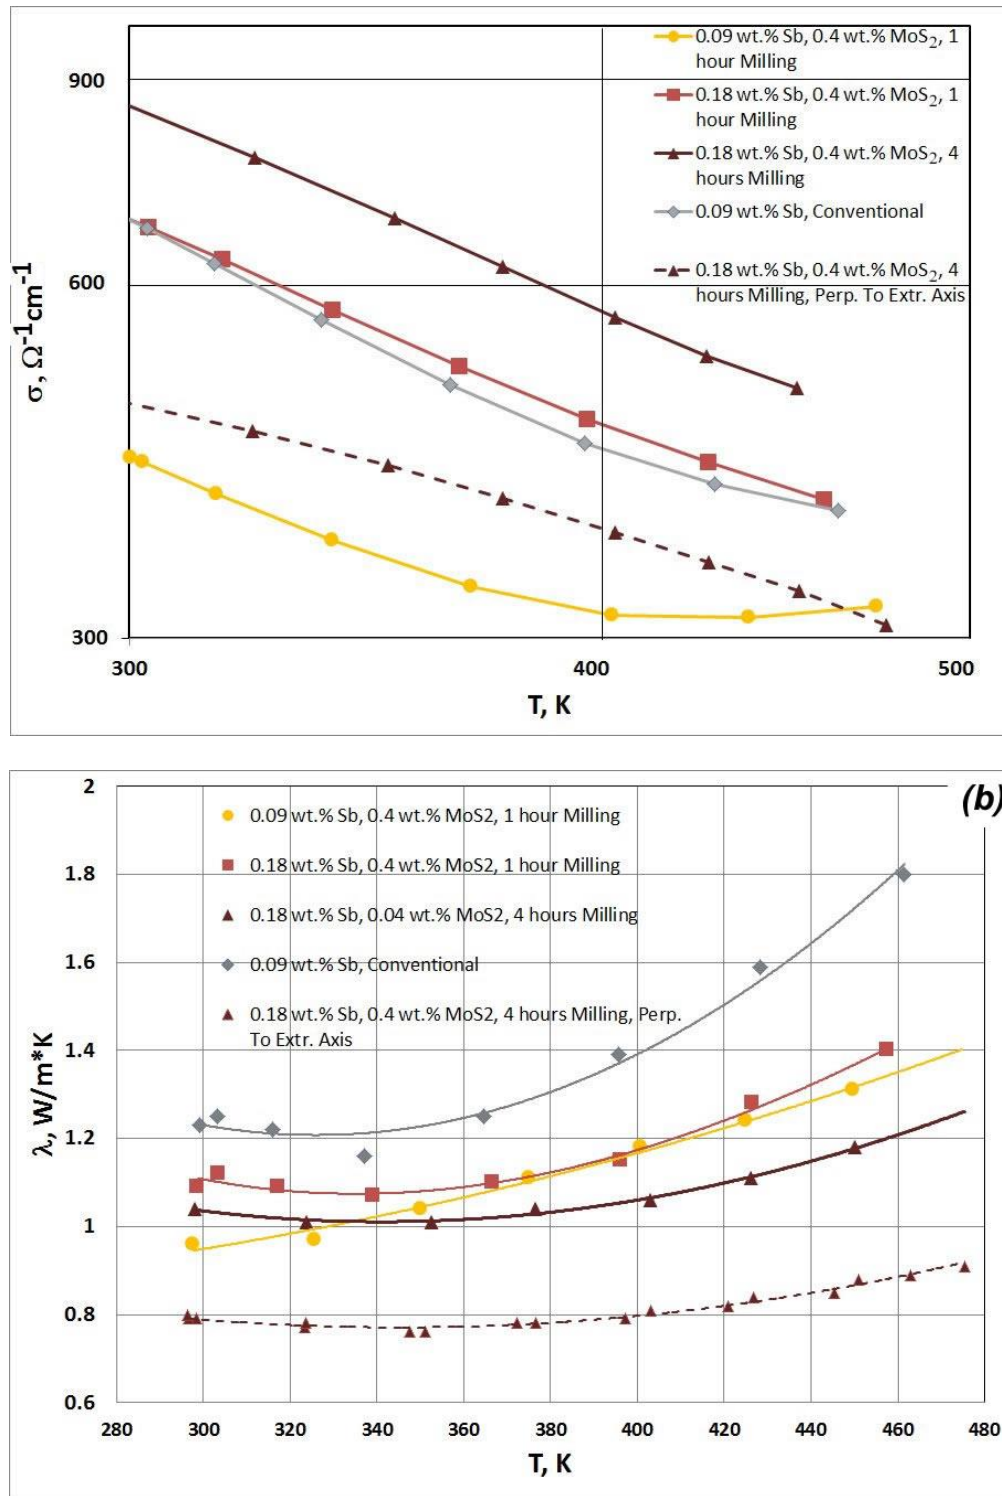 0.09 wt.% Sb, 0.4 wt.% MoS2, 1
hour Milling
900
0.18 wt.% Sb, 0.4 wt.% MoS2, 1
hour Milling
0.18 wt.% Sb, 0.4 wt.% MoS2, 4
hours Milling
0.09 wt.% Sb, Conventional
0.18 wt.% Sb, 0.4 wt.% MoS2, 4
hours Milling, Perp. To Extr. Axis
600
σ, Ω-1cm-1
300
300 400 500
T, K
2
(b)
0.09 wt.% Sb, 0.4 wt.% MoS2, 1 hour Milling
0.18 wt.% Sb, 0.4 wt.% MoS2, 1 hour Milling
1.8
0.18 wt.% Sb, 0.04 wt.% MoS2, 4 hours Milling
0.09 wt.% Sb, Conventional
1.6
0.18 wt.% Sb, 0.4 wt.% MoS2, 4 hours Milling, Perp.
To Extr. Axis
1.4
λ, W/m*K
1.2
1
0.8
0.6
280 300 320 340 360 380 400 420 440 460 480
T, K